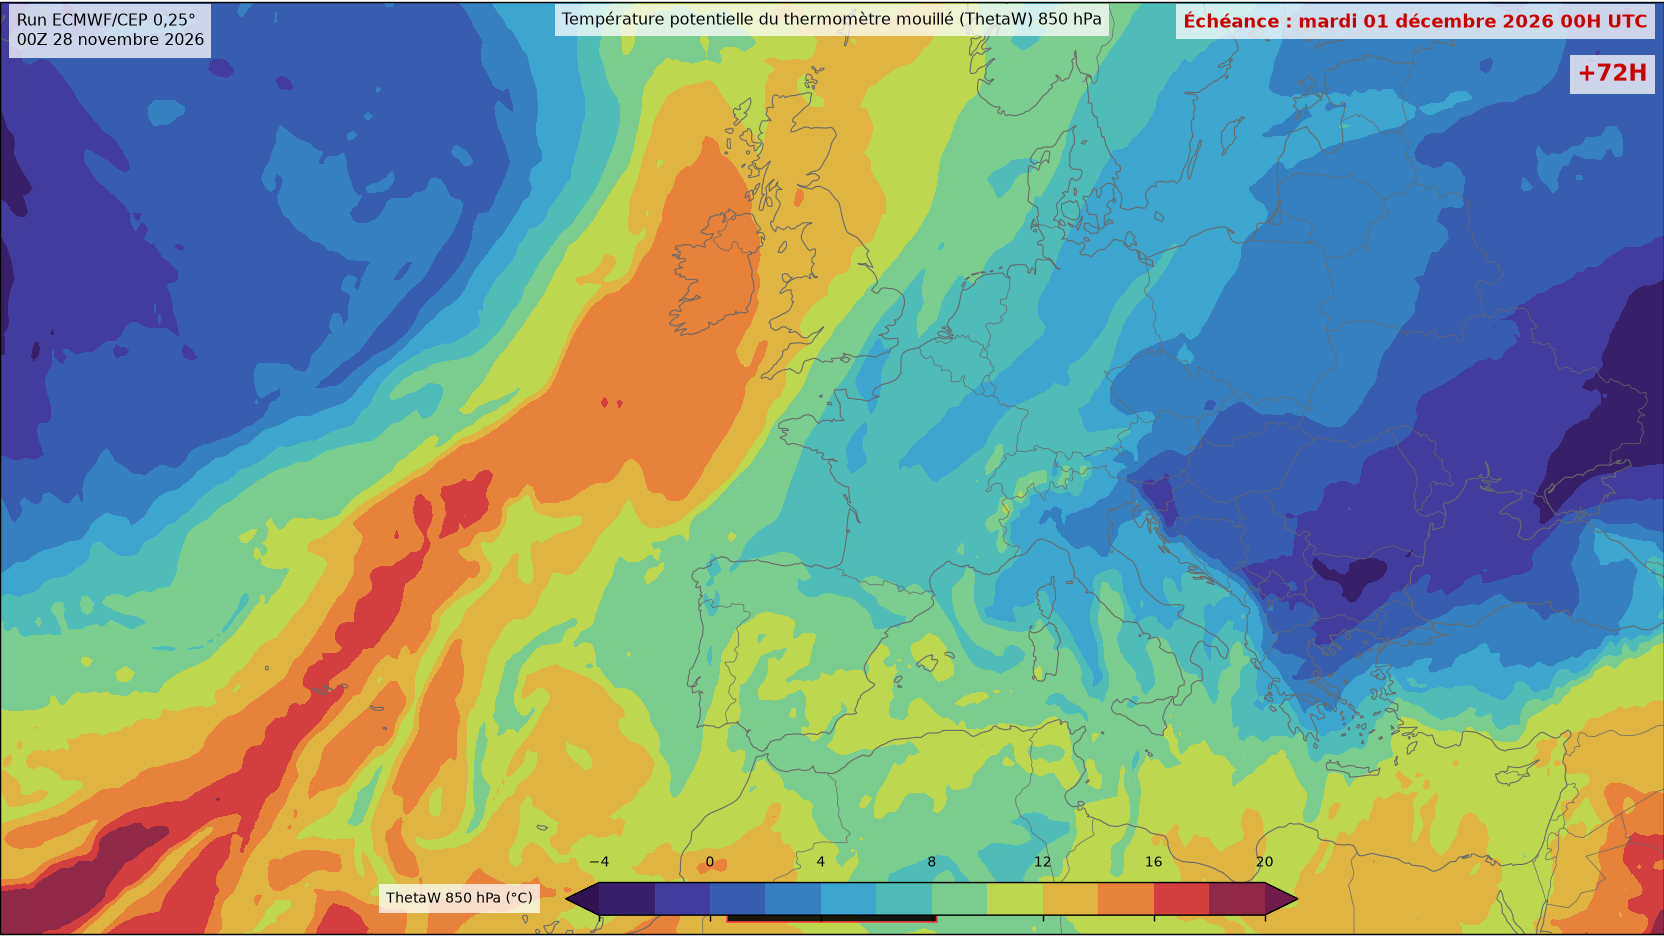 Run ECMWF/CEP 0,25°
00Z 28 novembre 2026
Température potentielle du thermomètre mouillé (ThetaW) 850 hPa
Échéance : mardi 01 décembre 2026 00H UTC
+72H
−4 0 4 8 12 16 20
ThetaW 850 hPa (°C)